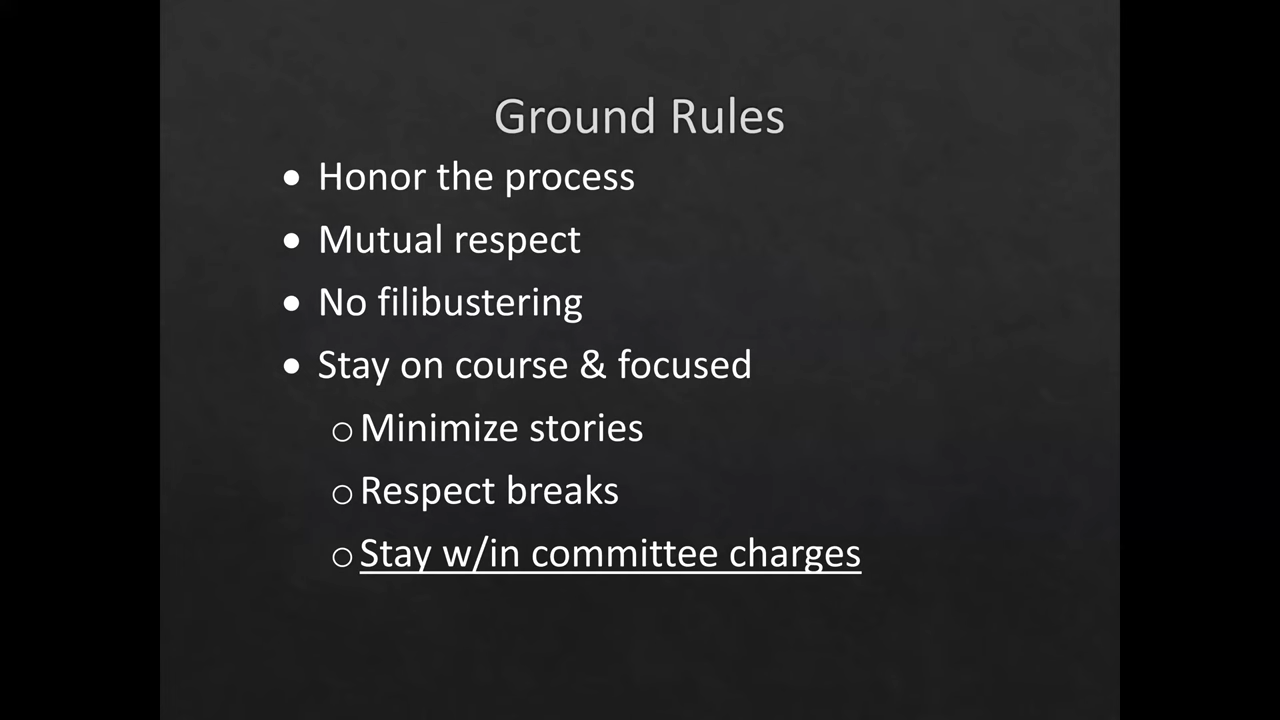 Ground Rules
• Honor the process
• Mutual respect
• No filibustering
• Stay on course & focused
o Minimize stories
o Respect breaks
o Stay w/in committee charges